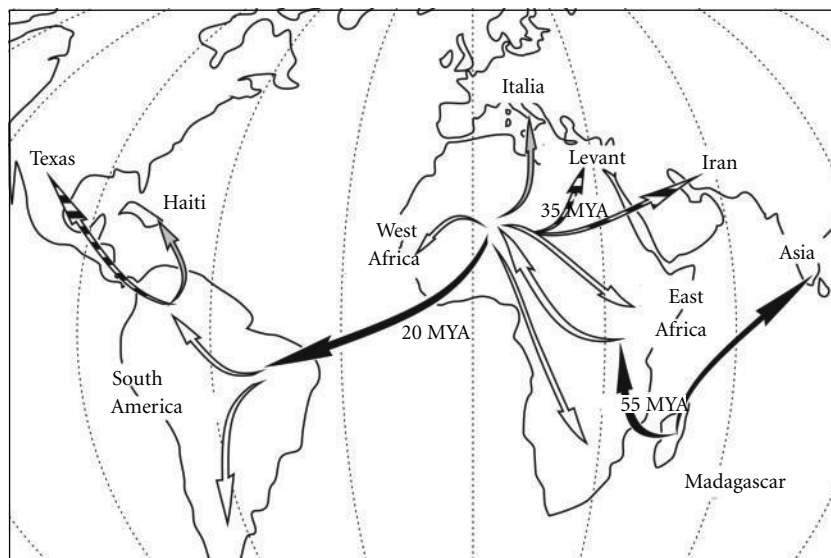 Italia
Texas
Levant
Iran
Haiti
35 MYA
West
Africa
Asia
East
Africa
20 MYA
South
America
55 MYA
Madagascar